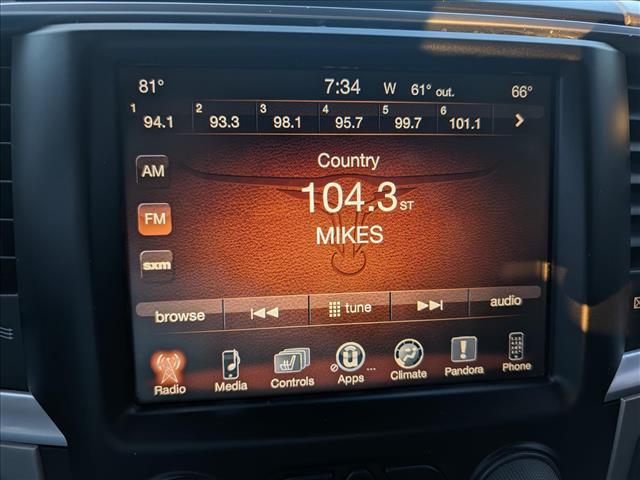 81° 7:34 W 61° out. 66°
1 94.1 2 93.3 3 98.1 4 95.7 5 99.7 6 101.1
Country
AM
104.3 ST
FM
MIKES
sxm
browse tune audio
Radio Media Controls Apps ... Climate Pandora Phone